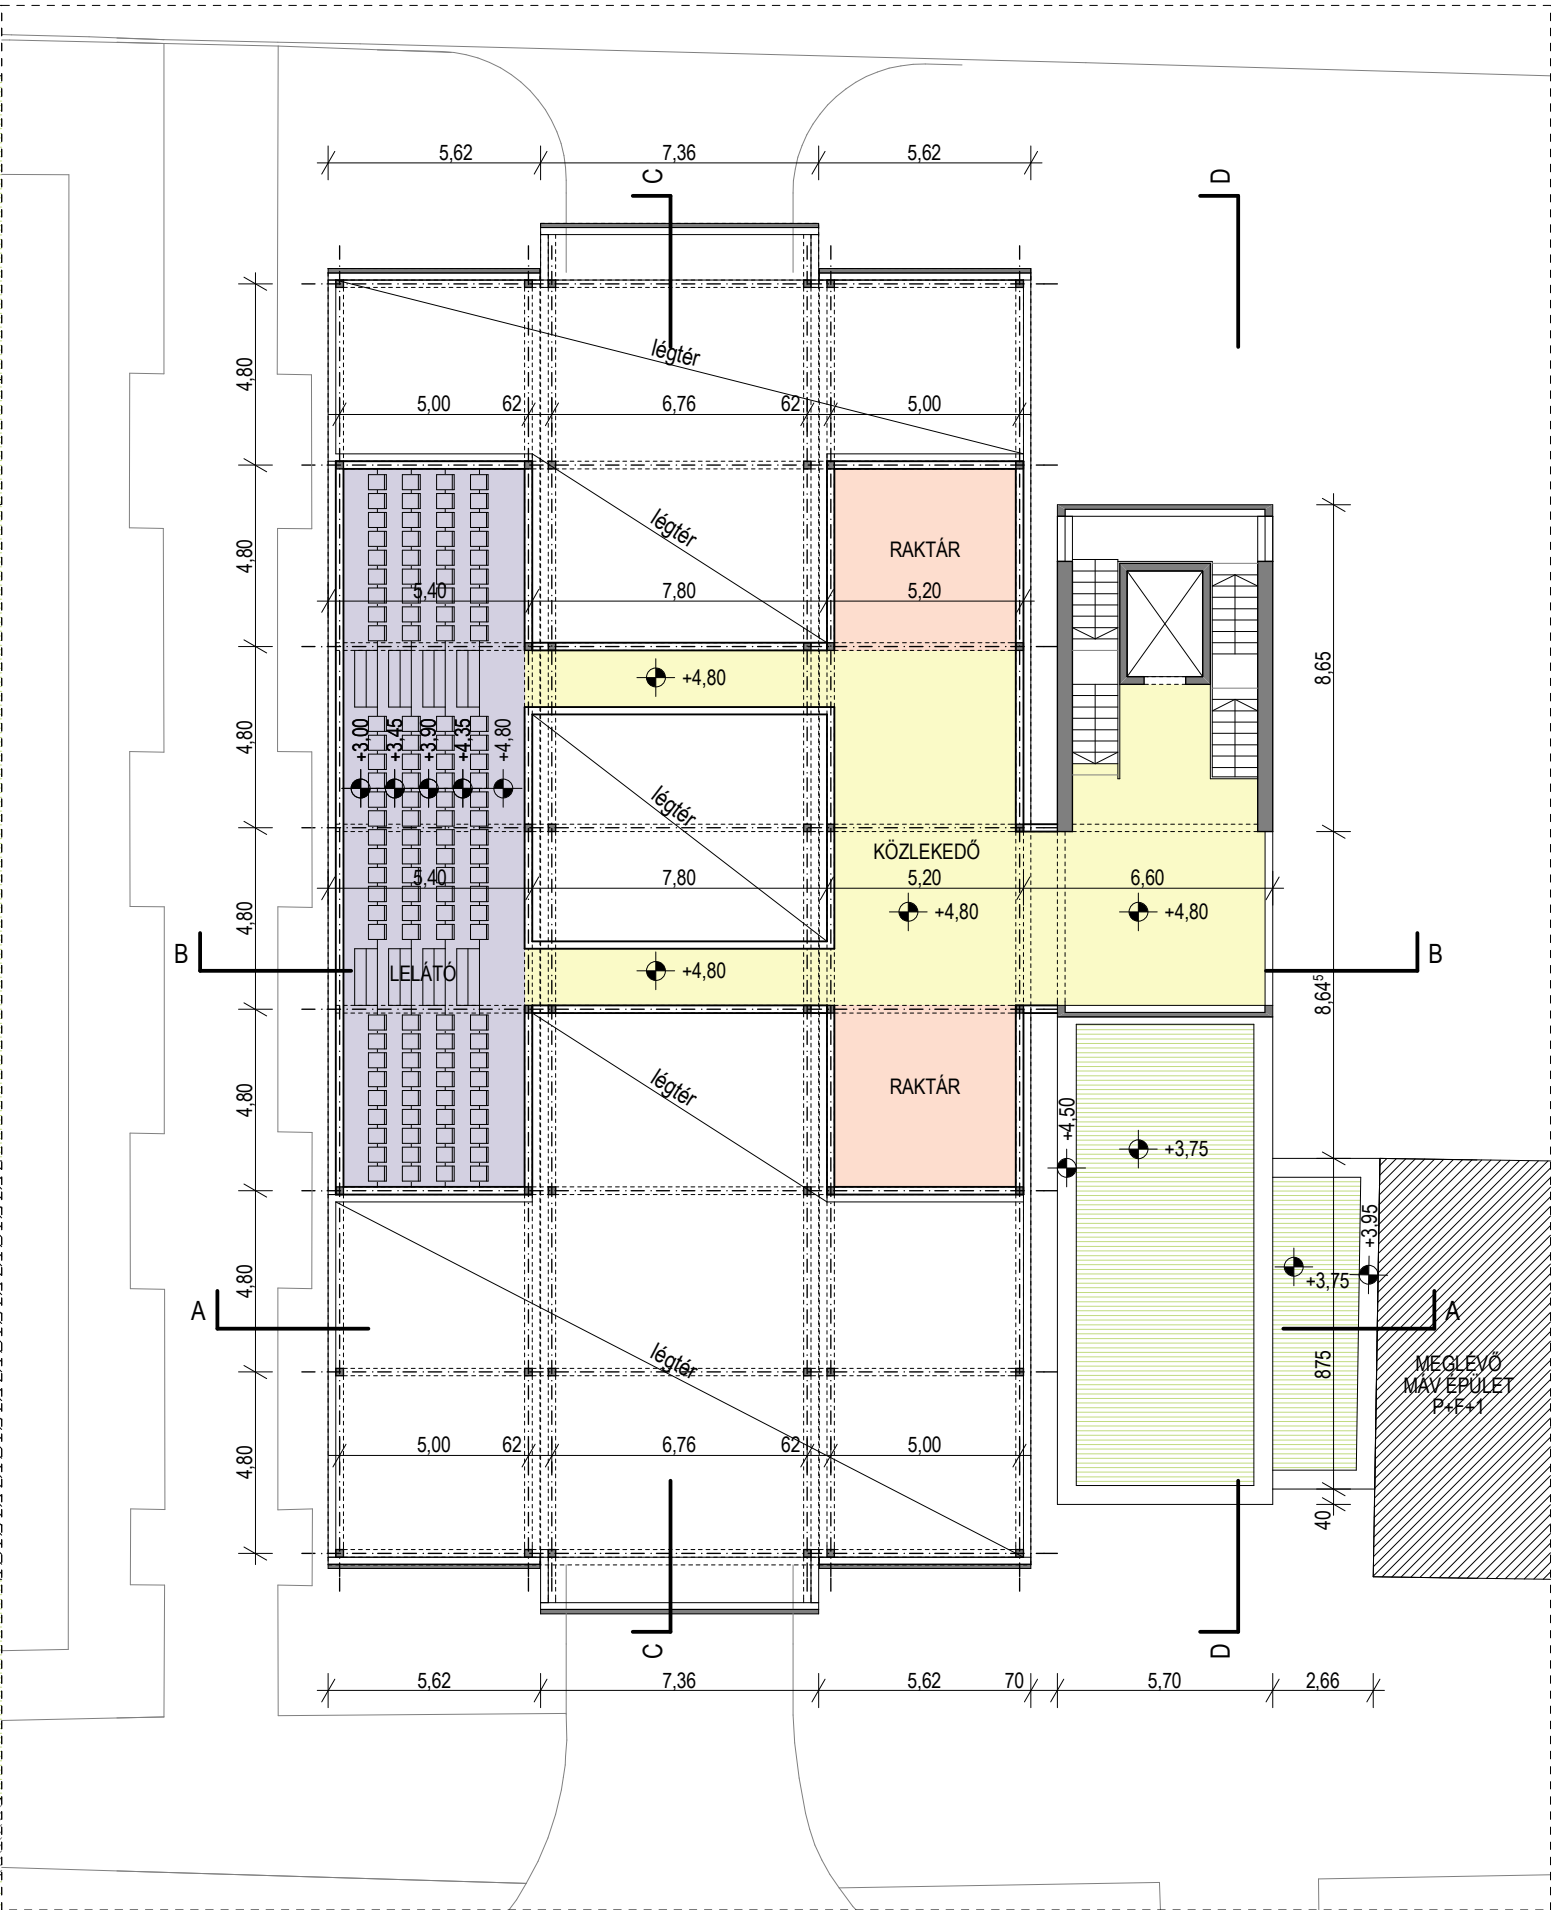 5,62 7,36 5,62
C D
légtér
4,80
5,00 62 6,76 62 5,00
légtér
RAKTÁR
4,80
5,40 7,80 5,20
8,65
+4,80
4,80
+3,00 +3,45 +3,90 +4,35 +4,80
légtér
KÖZLEKEDŐ
5,40 7,80 5,20 6,60
+4,80 +4,80
4,80
B B
LELÁTÓ +4,80
8,64⁵
légtér
RAKTÁR
4,80
+4,50
+3,75
+3,95
+3,75
4,80
A A
légtér
875
MEGLÉVŐ
MÁV ÉPÜLET
P+F+1
5,00 62 6,76 62 5,00
4,80
40
C D
5,62 7,36 5,62 70 5,70 2,66